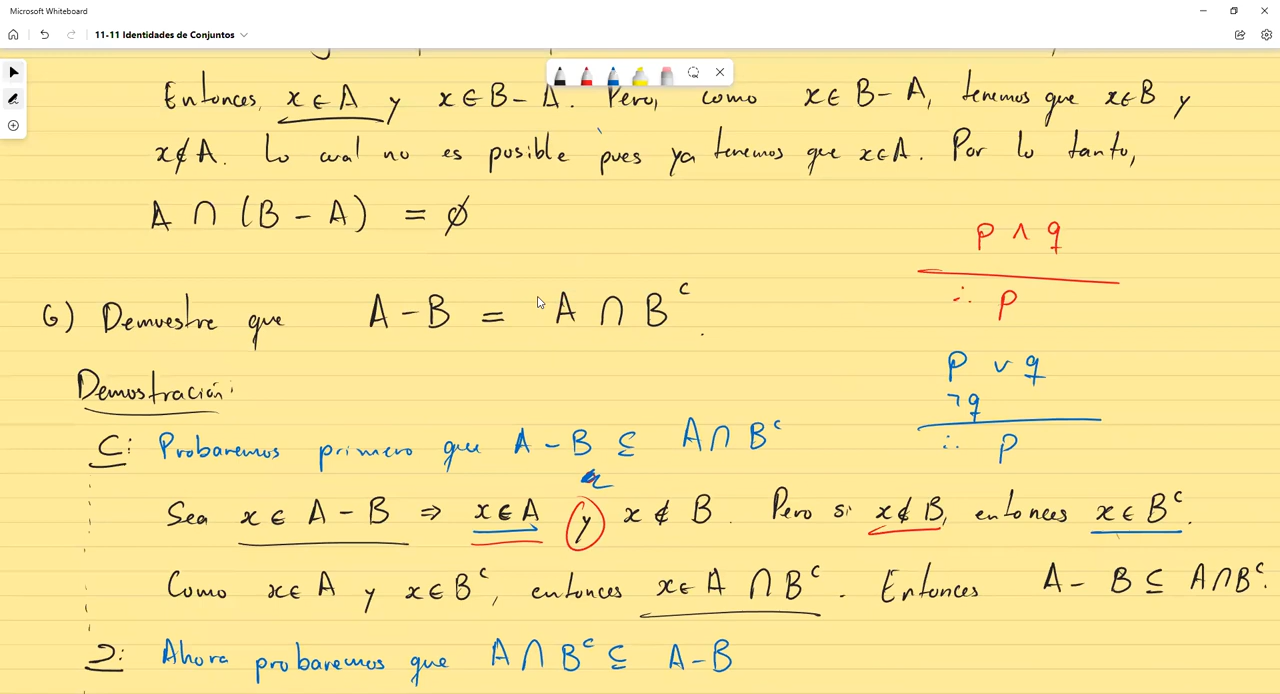 Microsoft Whiteboard
11-11 Identidades de Conjuntos
Entonces, x ∈ A y x ∈ B - A. Pero, como x ∈ B - A, tenemos que x ∈ B y
x ∉ A. Lo cual no es posible pues ya tenemos que x ∈ A. Por lo tanto,
A ∩ (B - A) = ∅
p ∧ q
∴ p
6) Demuestre que A - B = A ∩ B^c.
p ∨ q
¬q
∴ p
Demostración:
⊂: Probaremos primero que A - B ⊆ A ∩ B^c
Sea x ∈ A - B ⇒ x ∈ A y x ∉ B. Pero si x ∉ B, entonces x ∈ B^c.
Como x ∈ A y x ∈ B^c, entonces x ∈ A ∩ B^c. Entonces A - B ⊆ A ∩ B^c.
⊇: Ahora probaremos que A ∩ B^c ⊆ A - B